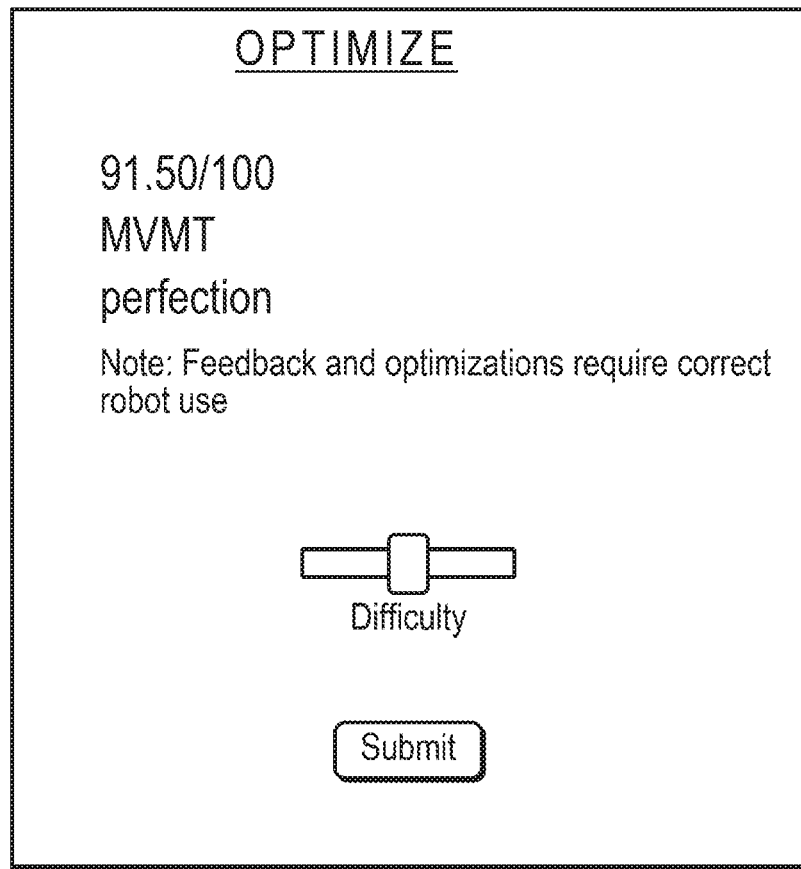 OPTIMIZE
91.50/100
MVMT
perfection
Note: Feedback and optimizations require correct
robot use
Difficulty
Submit